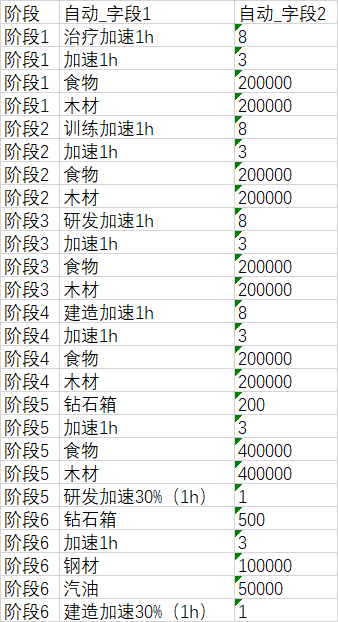 阶段 自动_字段1 自动_字段2
阶段1 治疗加速1h 8
阶段1 加速1h 3
阶段1 食物 200000
阶段1 木材 200000
阶段2 训练加速1h 8
阶段2 加速1h 3
阶段2 食物 200000
阶段2 木材 200000
阶段3 研发加速1h 8
阶段3 加速1h 3
阶段3 食物 200000
阶段3 木材 200000
阶段4 建造加速1h 8
阶段4 加速1h 3
阶段4 食物 200000
阶段4 木材 200000
阶段5 钻石箱 200
阶段5 加速1h 3
阶段5 食物 400000
阶段5 木材 400000
阶段5 研发加速30%（1h） 1
阶段6 钻石箱 500
阶段6 加速1h 3
阶段6 钢材 100000
阶段6 汽油 50000
阶段6 建造加速30%（1h） 1